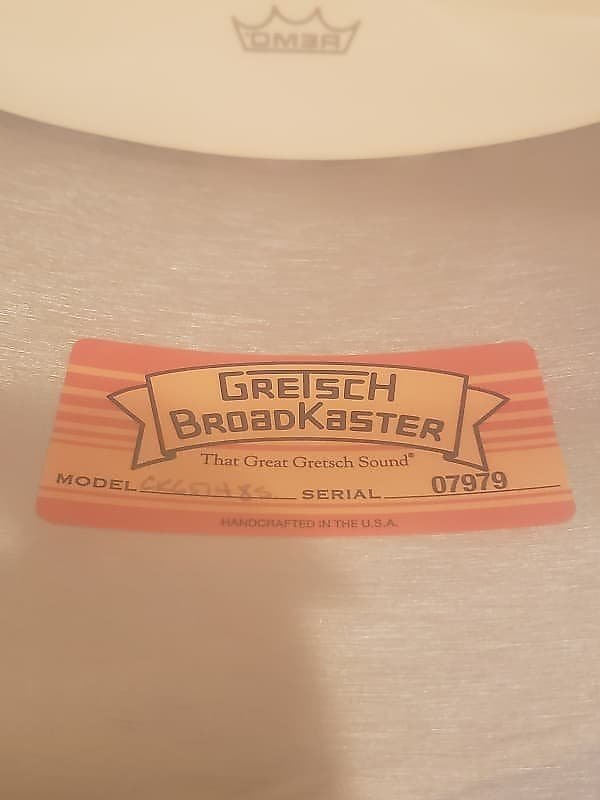 REMO
GRETSCH
BROADKASTER
That Great Gretsch Sound®
MODEL SERIAL 07979
HANDCRAFTED IN THE U.S.A.